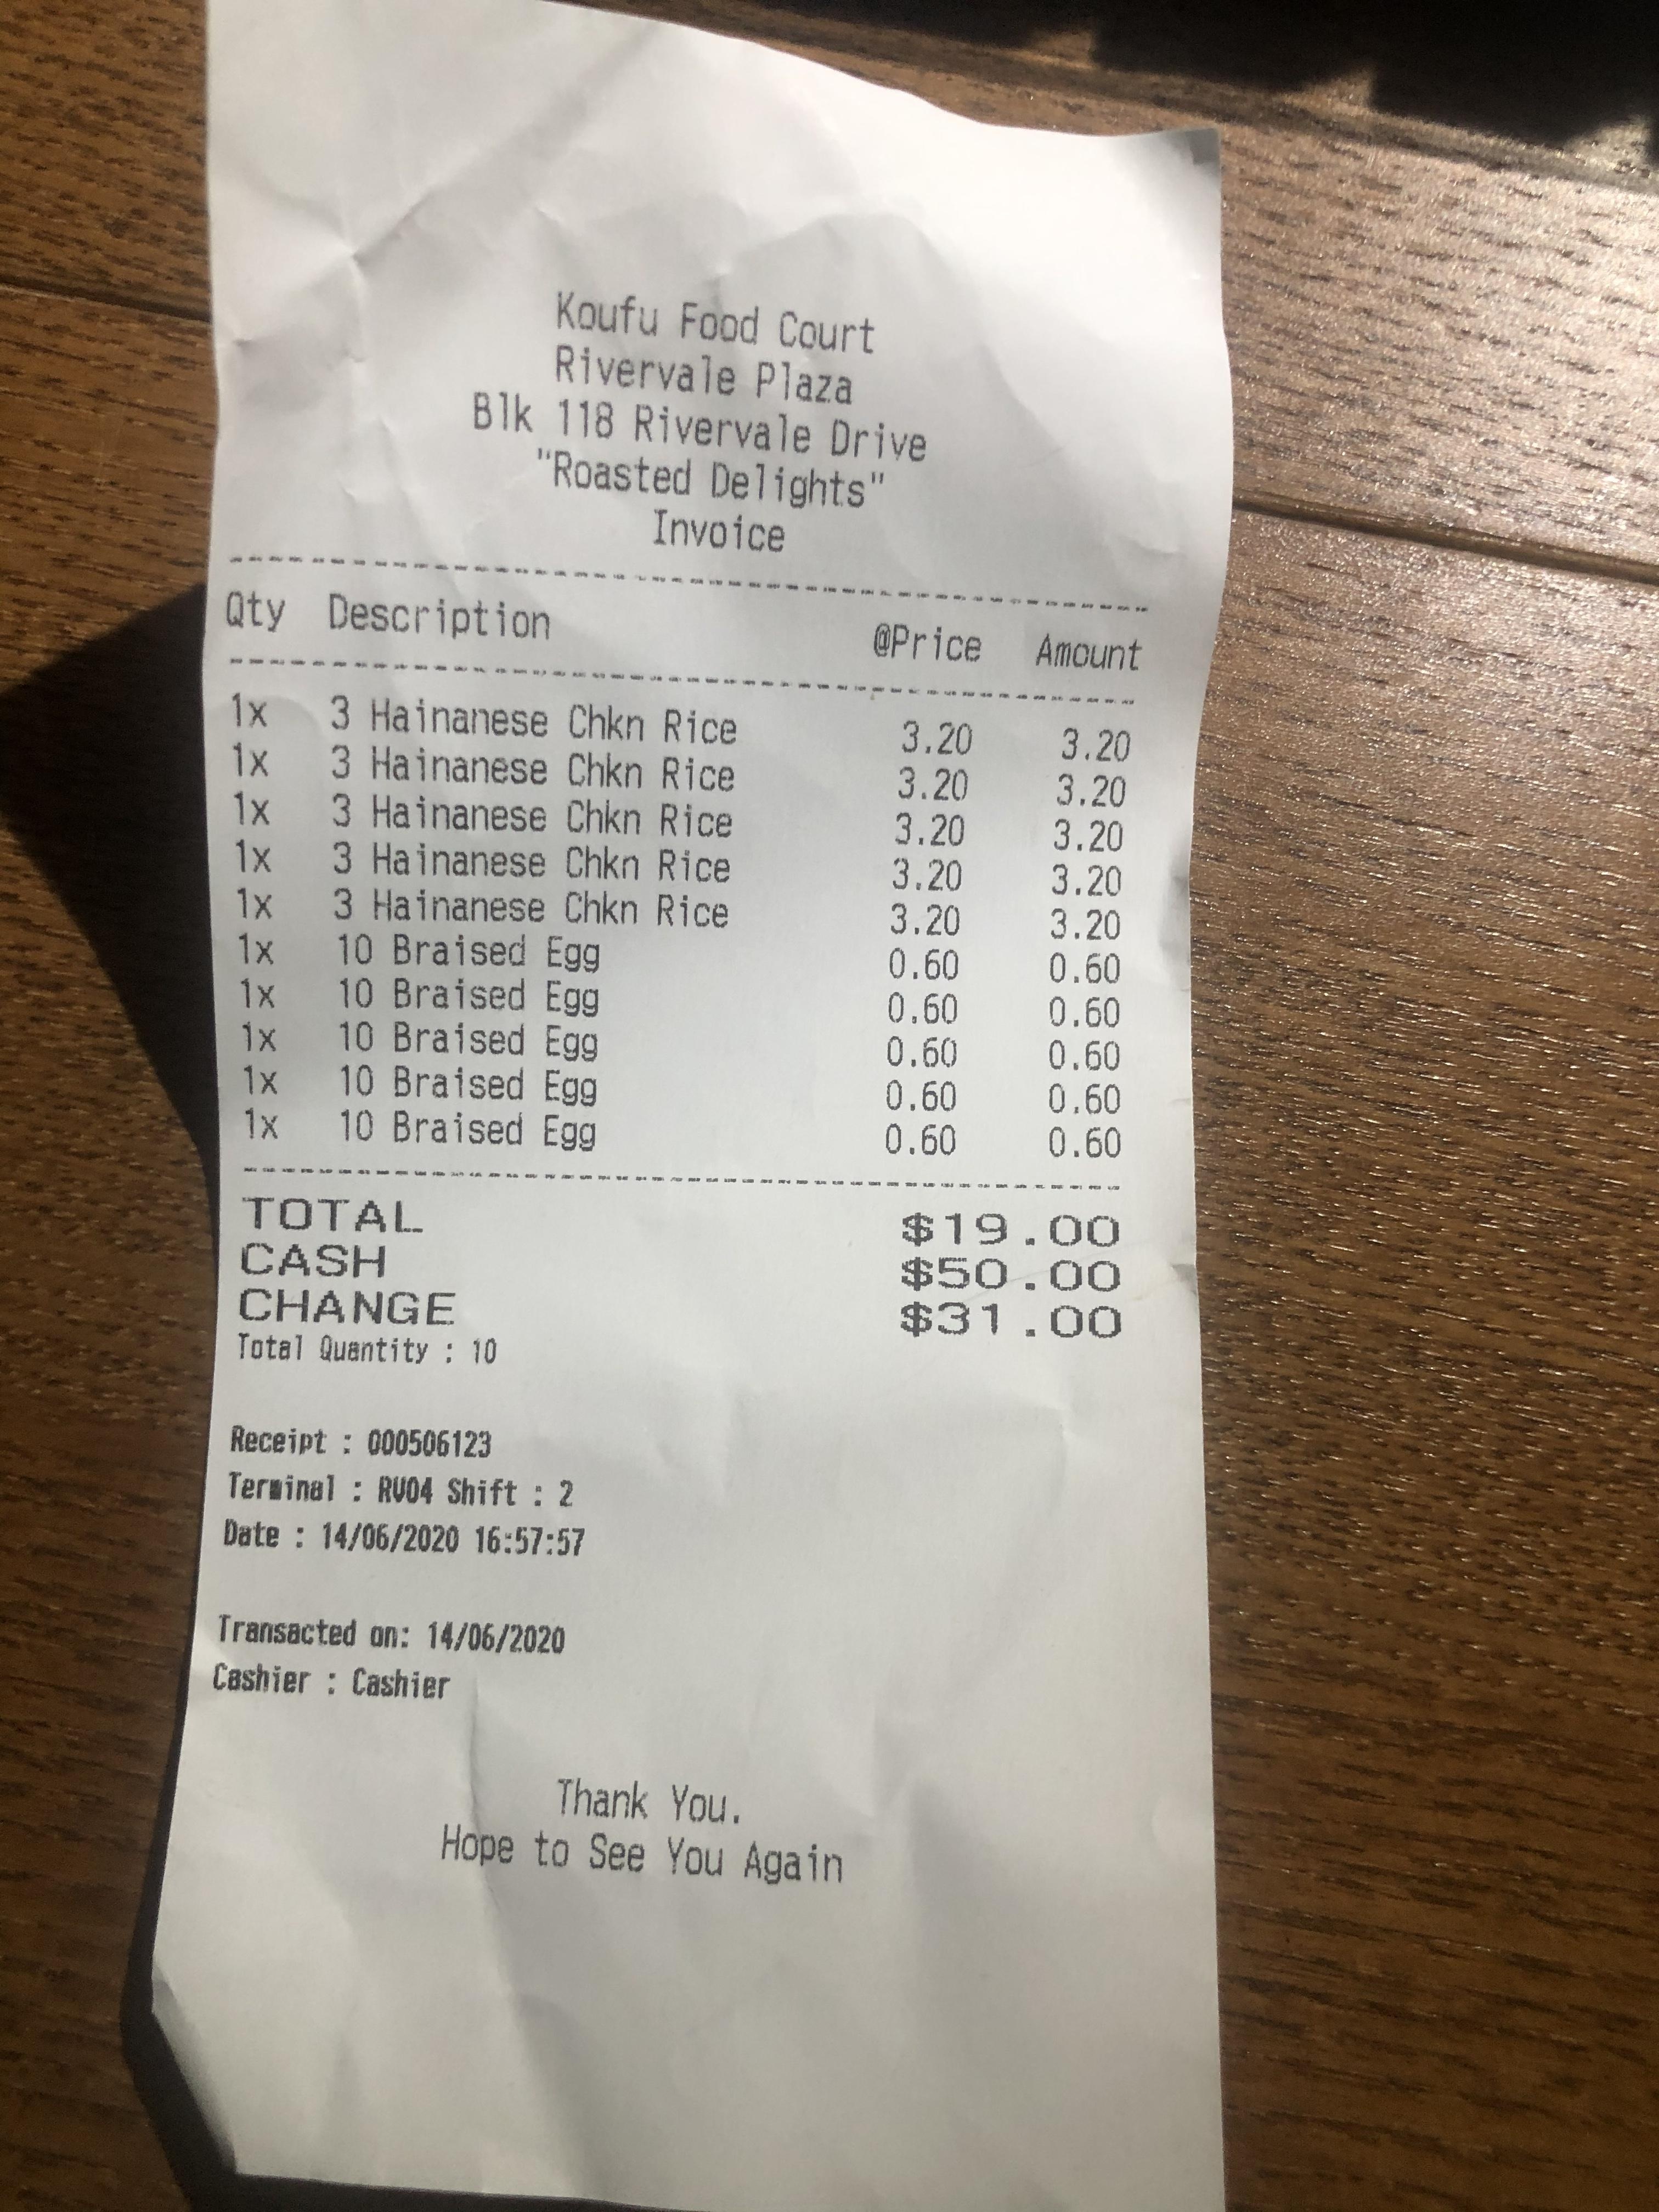 Koufu Food Court
Rivervale Plaza
Blk 118 Rivervale Drive
"Roasted Delights"
Invoice
Qty Description @Price Amount
1x 3 Hainanese Chkn Rice 3.20 3.20
1x 3 Hainanese Chkn Rice 3.20 3.20
1x 3 Hainanese Chkn Rice 3.20 3.20
1x 3 Hainanese Chkn Rice 3.20 3.20
1x 3 Hainanese Chkn Rice 3.20 3.20
1x 10 Braised Egg 0.60 0.60
1x 10 Braised Egg 0.60 0.60
1x 10 Braised Egg 0.60 0.60
1x 10 Braised Egg 0.60 0.60
1x 10 Braised Egg 0.60 0.60
TOTAL $19.00
CASH $50.00
CHANGE $31.00
Total Quantity : 10
Receipt : 000506123
Terminal : RV04 Shift : 2
Date : 14/06/2020 16:57:57
Transacted on: 14/06/2020
Cashier : Cashier
Thank You.
Hope to See You Again